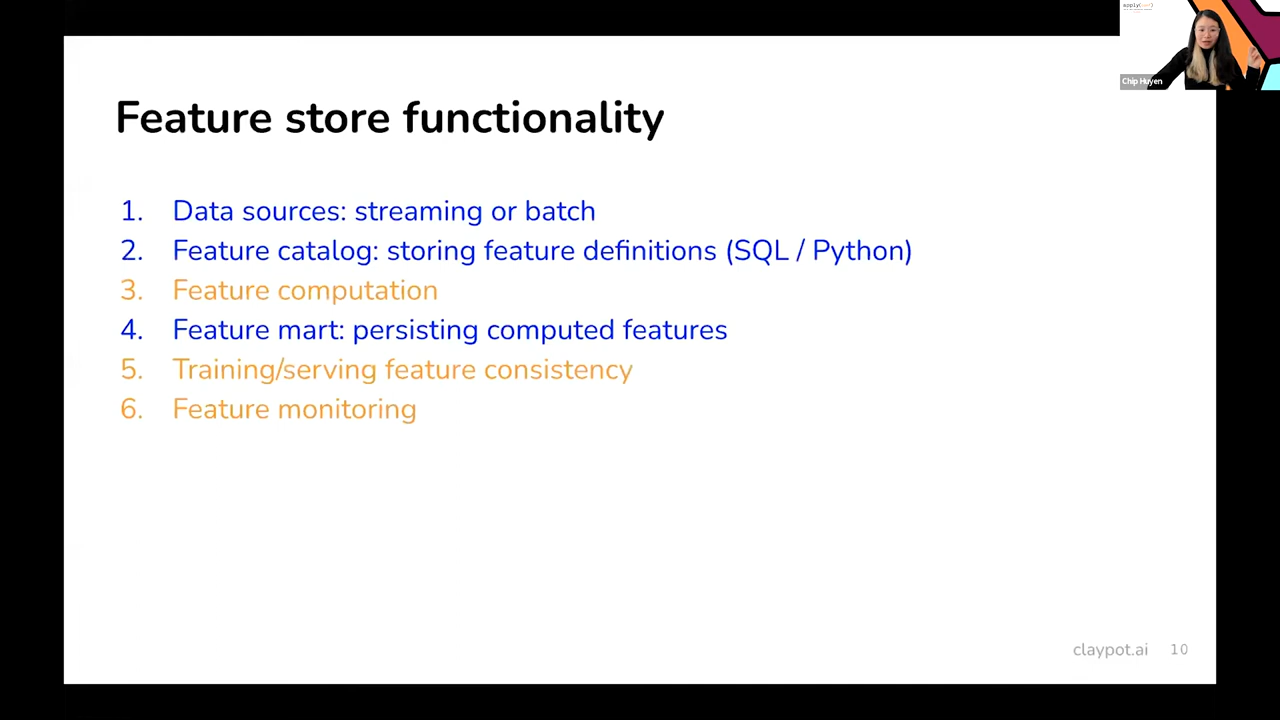 Feature store functionality
1. Data sources: streaming or batch
2. Feature catalog: storing feature definitions (SQL / Python)
3. Feature computation
4. Feature mart: persisting computed features
5. Training/serving feature consistency
6. Feature monitoring
claypot.ai 10
Chip Huyen